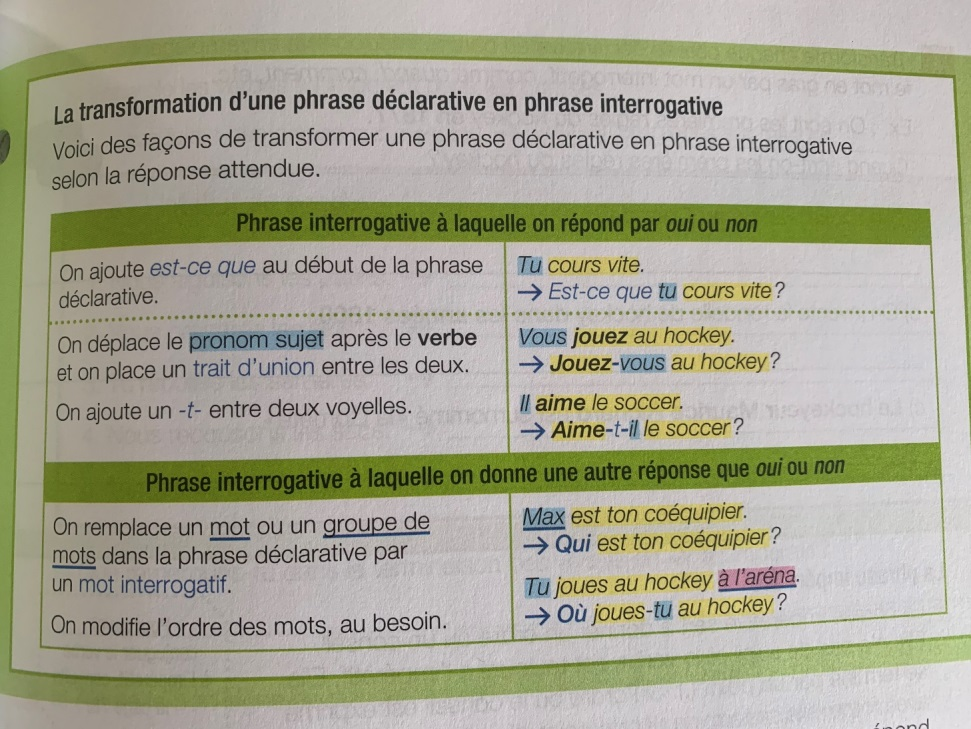 La transformation d'une phrase déclarative en phrase interrogative
Voici des façons de transformer une phrase déclarative en phrase interrogative
selon la réponse attendue.
Phrase interrogative à laquelle on répond par oui ou non
On ajoute est-ce que au début de la phrase
déclarative.
Tu cours vite.
→ Est-ce que tu cours vite ?
On déplace le pronom sujet après le verbe
et on place un trait d'union entre les deux.
On ajoute un -t- entre deux voyelles.
Vous jouez au hockey.
→ Jouez-vous au hockey ?
Il aime le soccer.
→ Aime-t-il le soccer ?
Phrase interrogative à laquelle on donne une autre réponse que oui ou non
On remplace un mot ou un groupe de
mots dans la phrase déclarative par
un mot interrogatif.
On modifie l'ordre des mots, au besoin.
Max est ton coéquipier.
→ Qui est ton coéquipier ?
Tu joues au hockey à l'aréna.
→ Où joues-tu au hockey ?